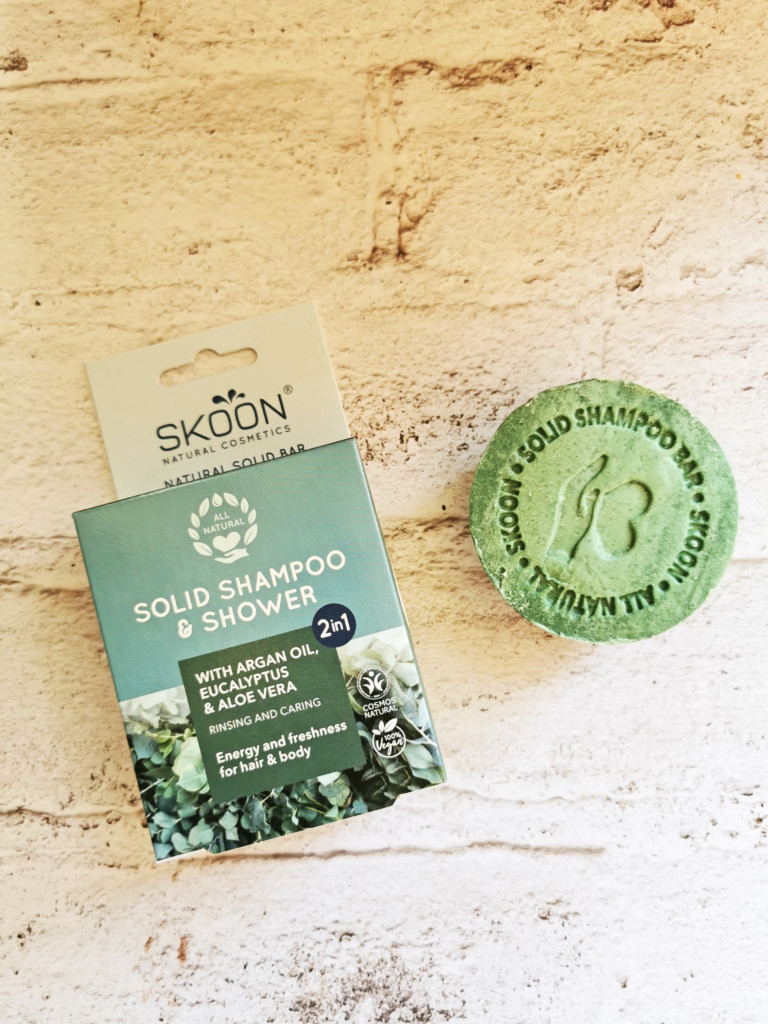 SKOON®
NATURAL COSMETICS
NATURAL SOLID BAR
ALL
NATURAL
SOLID SHAMPOO
& SHOWER
2in1
WITH ARGAN OIL,
EUCALYPTUS
& ALOE VERA
RINSING AND CARING
Energy and freshness
for hair & body
COSMOS
NATURAL
100%
Vegan
SOLID SHAMPOO BAR • SKOON • ALL NATURAL • SKOON •